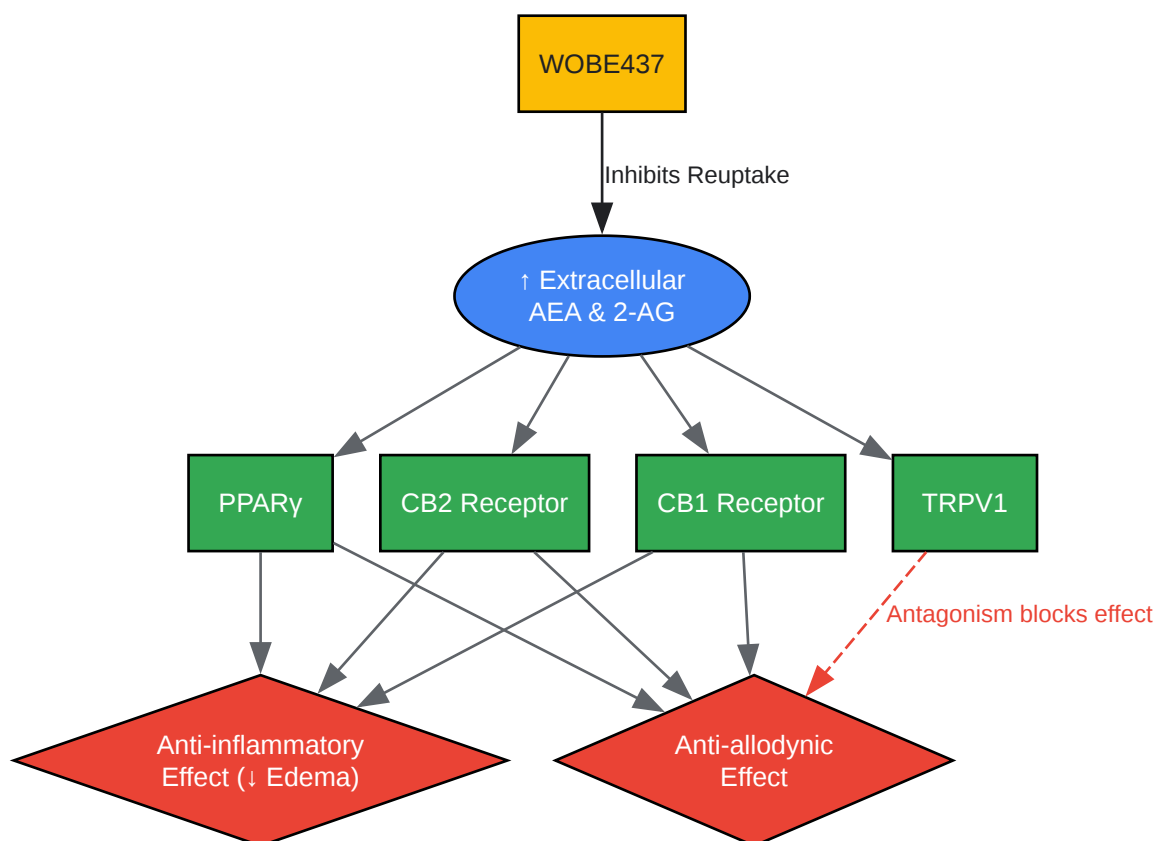 WOBE437
Inhibits Reuptake
↑ Extracellular
AEA & 2-AG
PPARγ
CB2 Receptor
CB1 Receptor
TRPV1
Antagonism blocks effect
Anti-inflammatory
Effect (↓ Edema)
Anti-allodynic
Effect